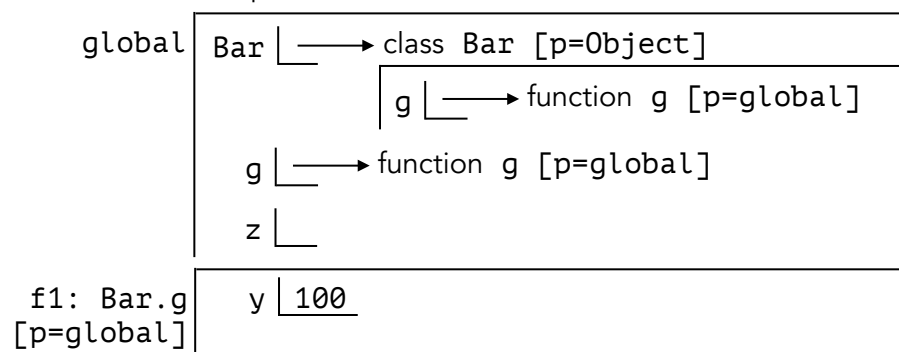 global Bar class Bar [p=Object]
g function g [p=global]
g function g [p=global]
z
f1: Bar.g y 100
[p=global]